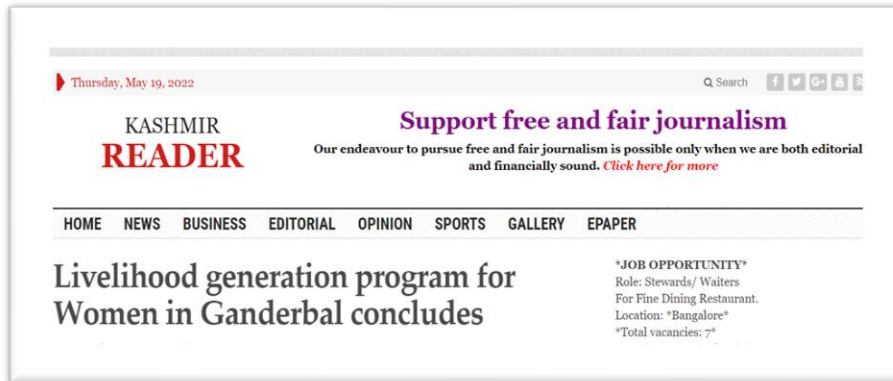 Thursday, May 19, 2022
Search
KASHMIR
READER
Support free and fair journalism
Our endeavour to pursue free and fair journalism is possible only when we are both editorial
and financially sound. Click here for more
HOME NEWS BUSINESS EDITORIAL OPINION SPORTS GALLERY EPAPER
Livelihood generation program for
Women in Ganderbal concludes
*JOB OPPORTUNITY*
Role: Stewards/ Waiters
For Fine Dining Restaurant.
Location: *Bangalore*
*Total vacancies: 7*